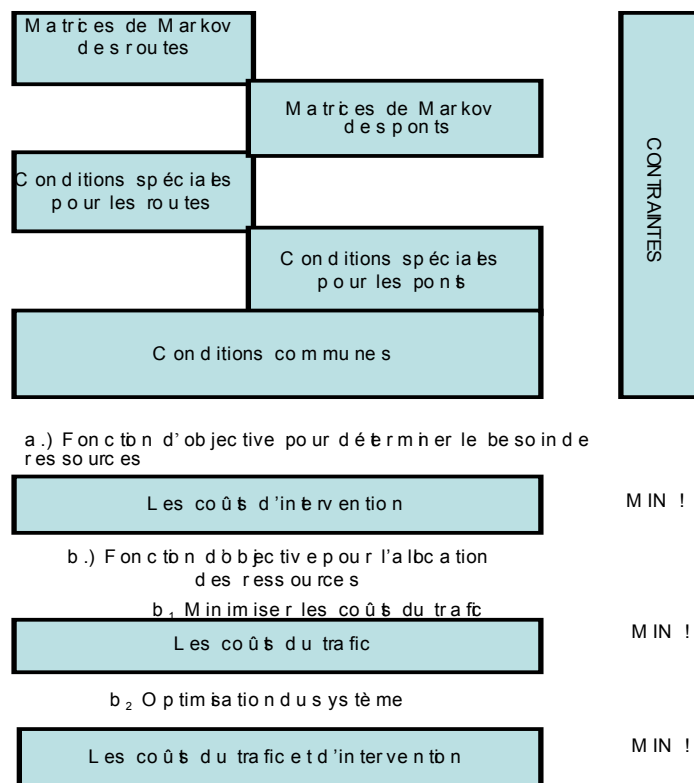 Matrices de Markov
des routes
Matrices de Markov
des ponts
Conditions spéciales
pour les routes
Conditions spéciales
pour les ponts
Conditions communes
CONTRAINTES
a.) Fonction d'objective pour déterminer le besoin de
ressources
Les coûts d'intervention
MIN !
b.) Fonction d'objective pour l'allocation
des ressources
b₁ Minimiser les coûts du trafic
Les coûts du trafic
MIN !
b₂ Optimisation du système
Les coûts du trafic et d'intervention
MIN !